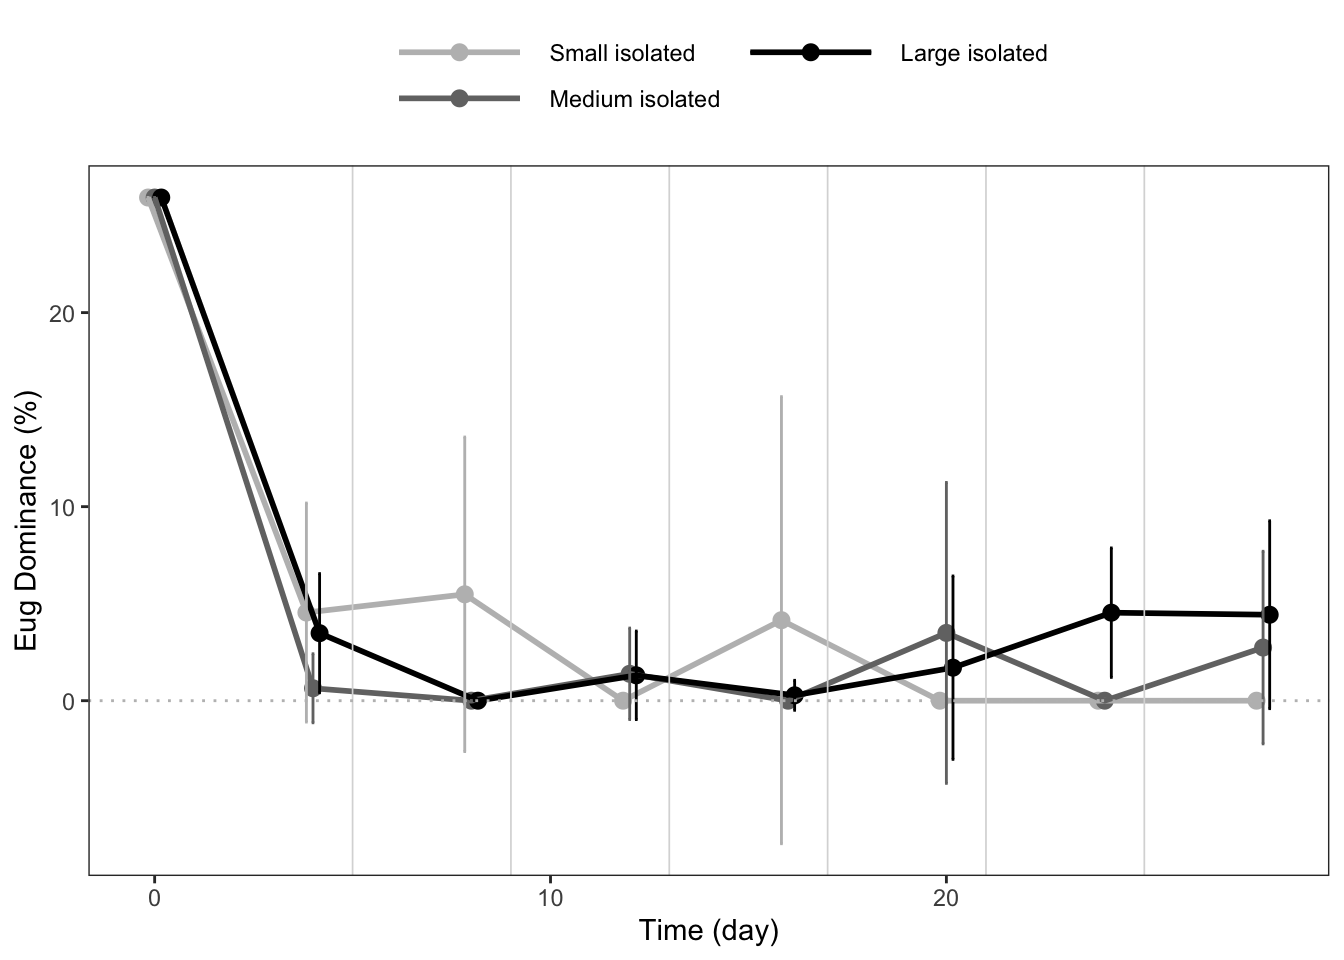 Small isolated
Large isolated
Medium isolated
Eug Dominance (%)
20
10
0
0
10
20
Time (day)